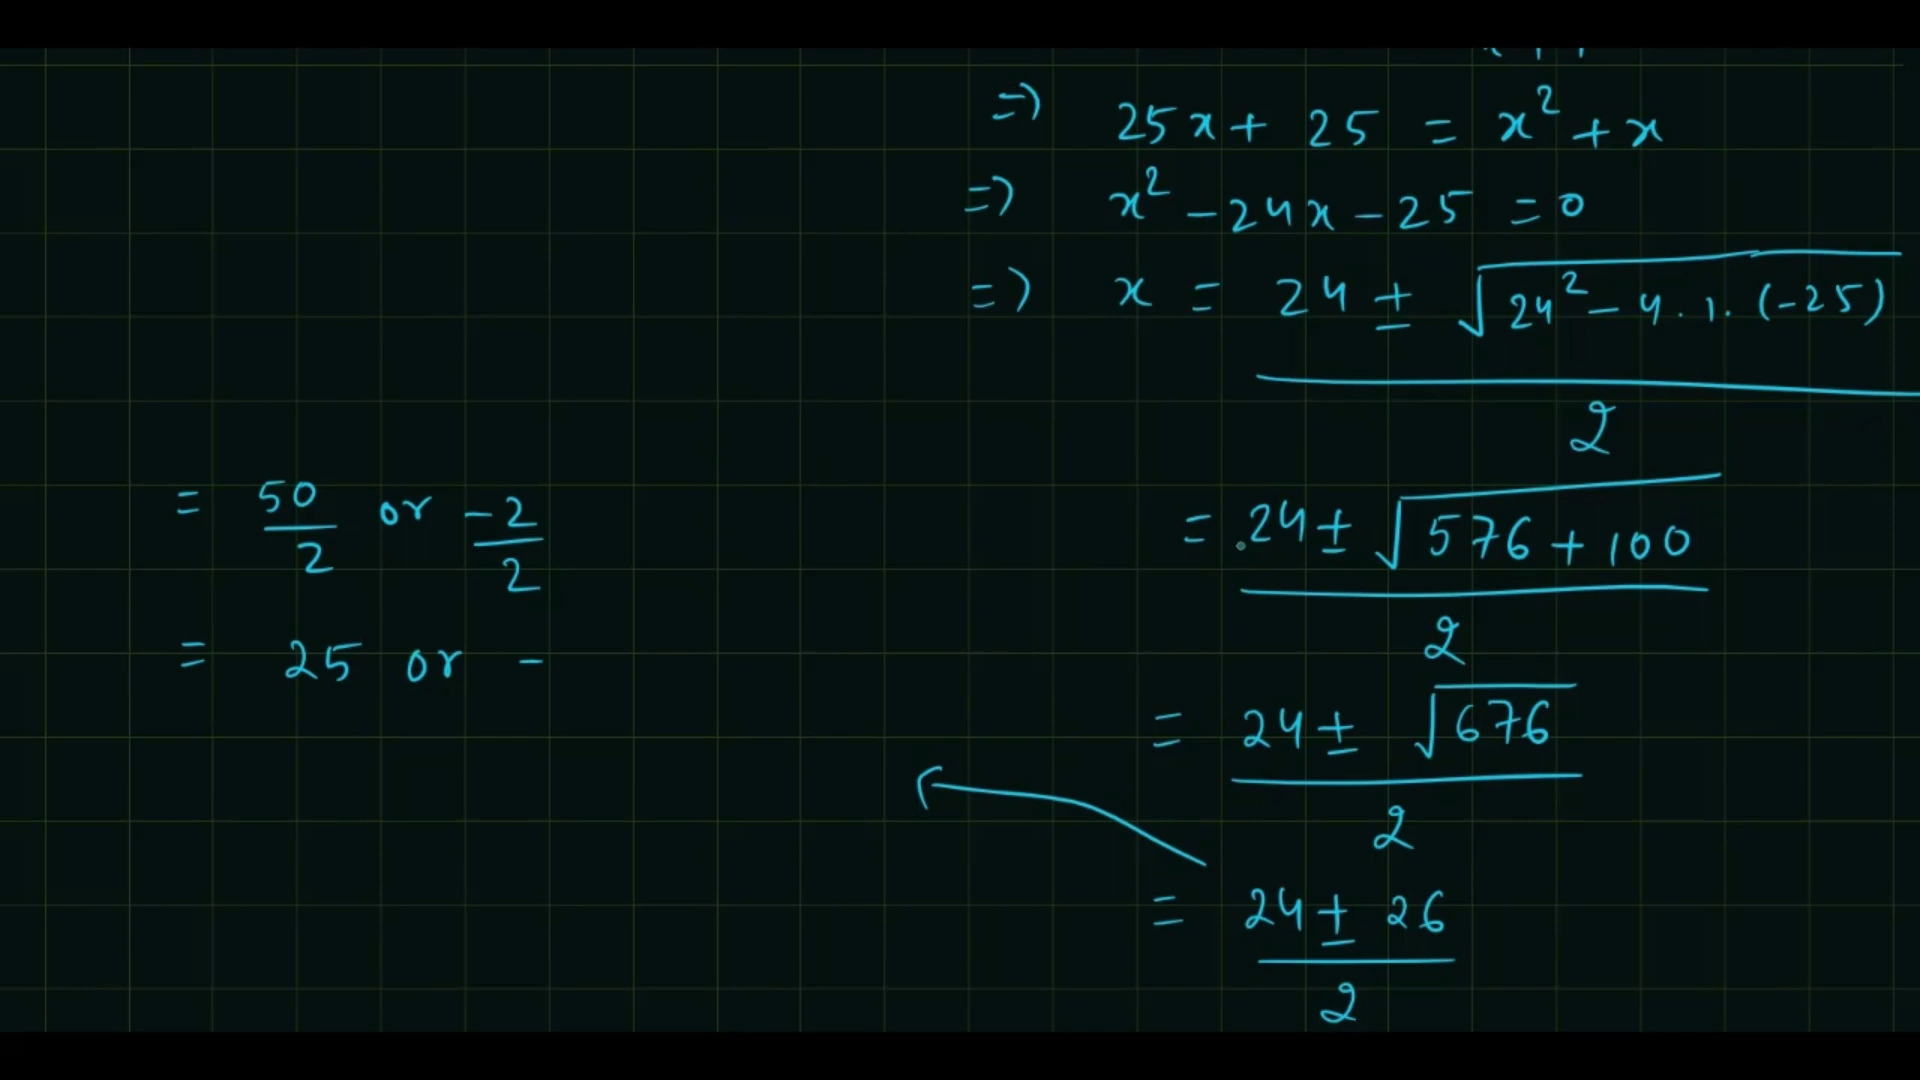 => 25x + 25 = x² + x
=> x² - 24x - 25 = 0
=> x = 24 ± √(24² - 4 . 1 . (-25)) / 2
= 24 ± √(576 + 100) / 2
= 24 ± √676 / 2
= 24 ± 26 / 2
= 50/2 or -2/2
= 25 or -